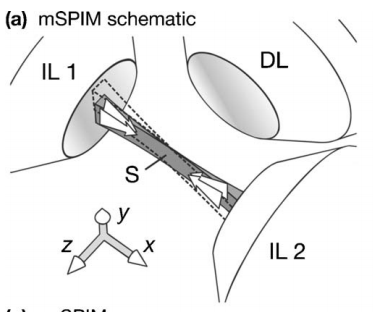 (a) mSPIM schematic
IL 1
DL
S
y
z
x
IL 2